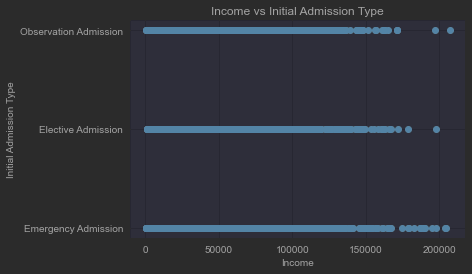 Income vs Initial Admission Type
Observation Admission
Elective Admission
Emergency Admission
Initial Admission Type
0
50000
100000
150000
200000
Income